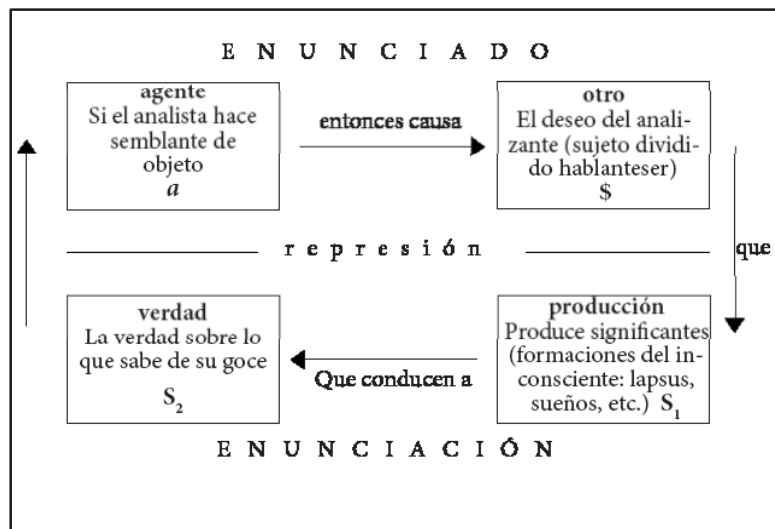 E N U N C I A D O
agente
Si el analista hace
semblante de
objeto
a
entonces causa
otro
El deseo del anali-
zante (sujeto dividi-
do hablanteser)
$
r e p r e s i ó n
que
verdad
La verdad sobre lo
que sabe de su goce
S₂
Que conducen a
producción
Produce significantes
(formaciones del in-
consciente: lapsus,
sueños, etc.) S₁
E N U N C I A C I Ó N